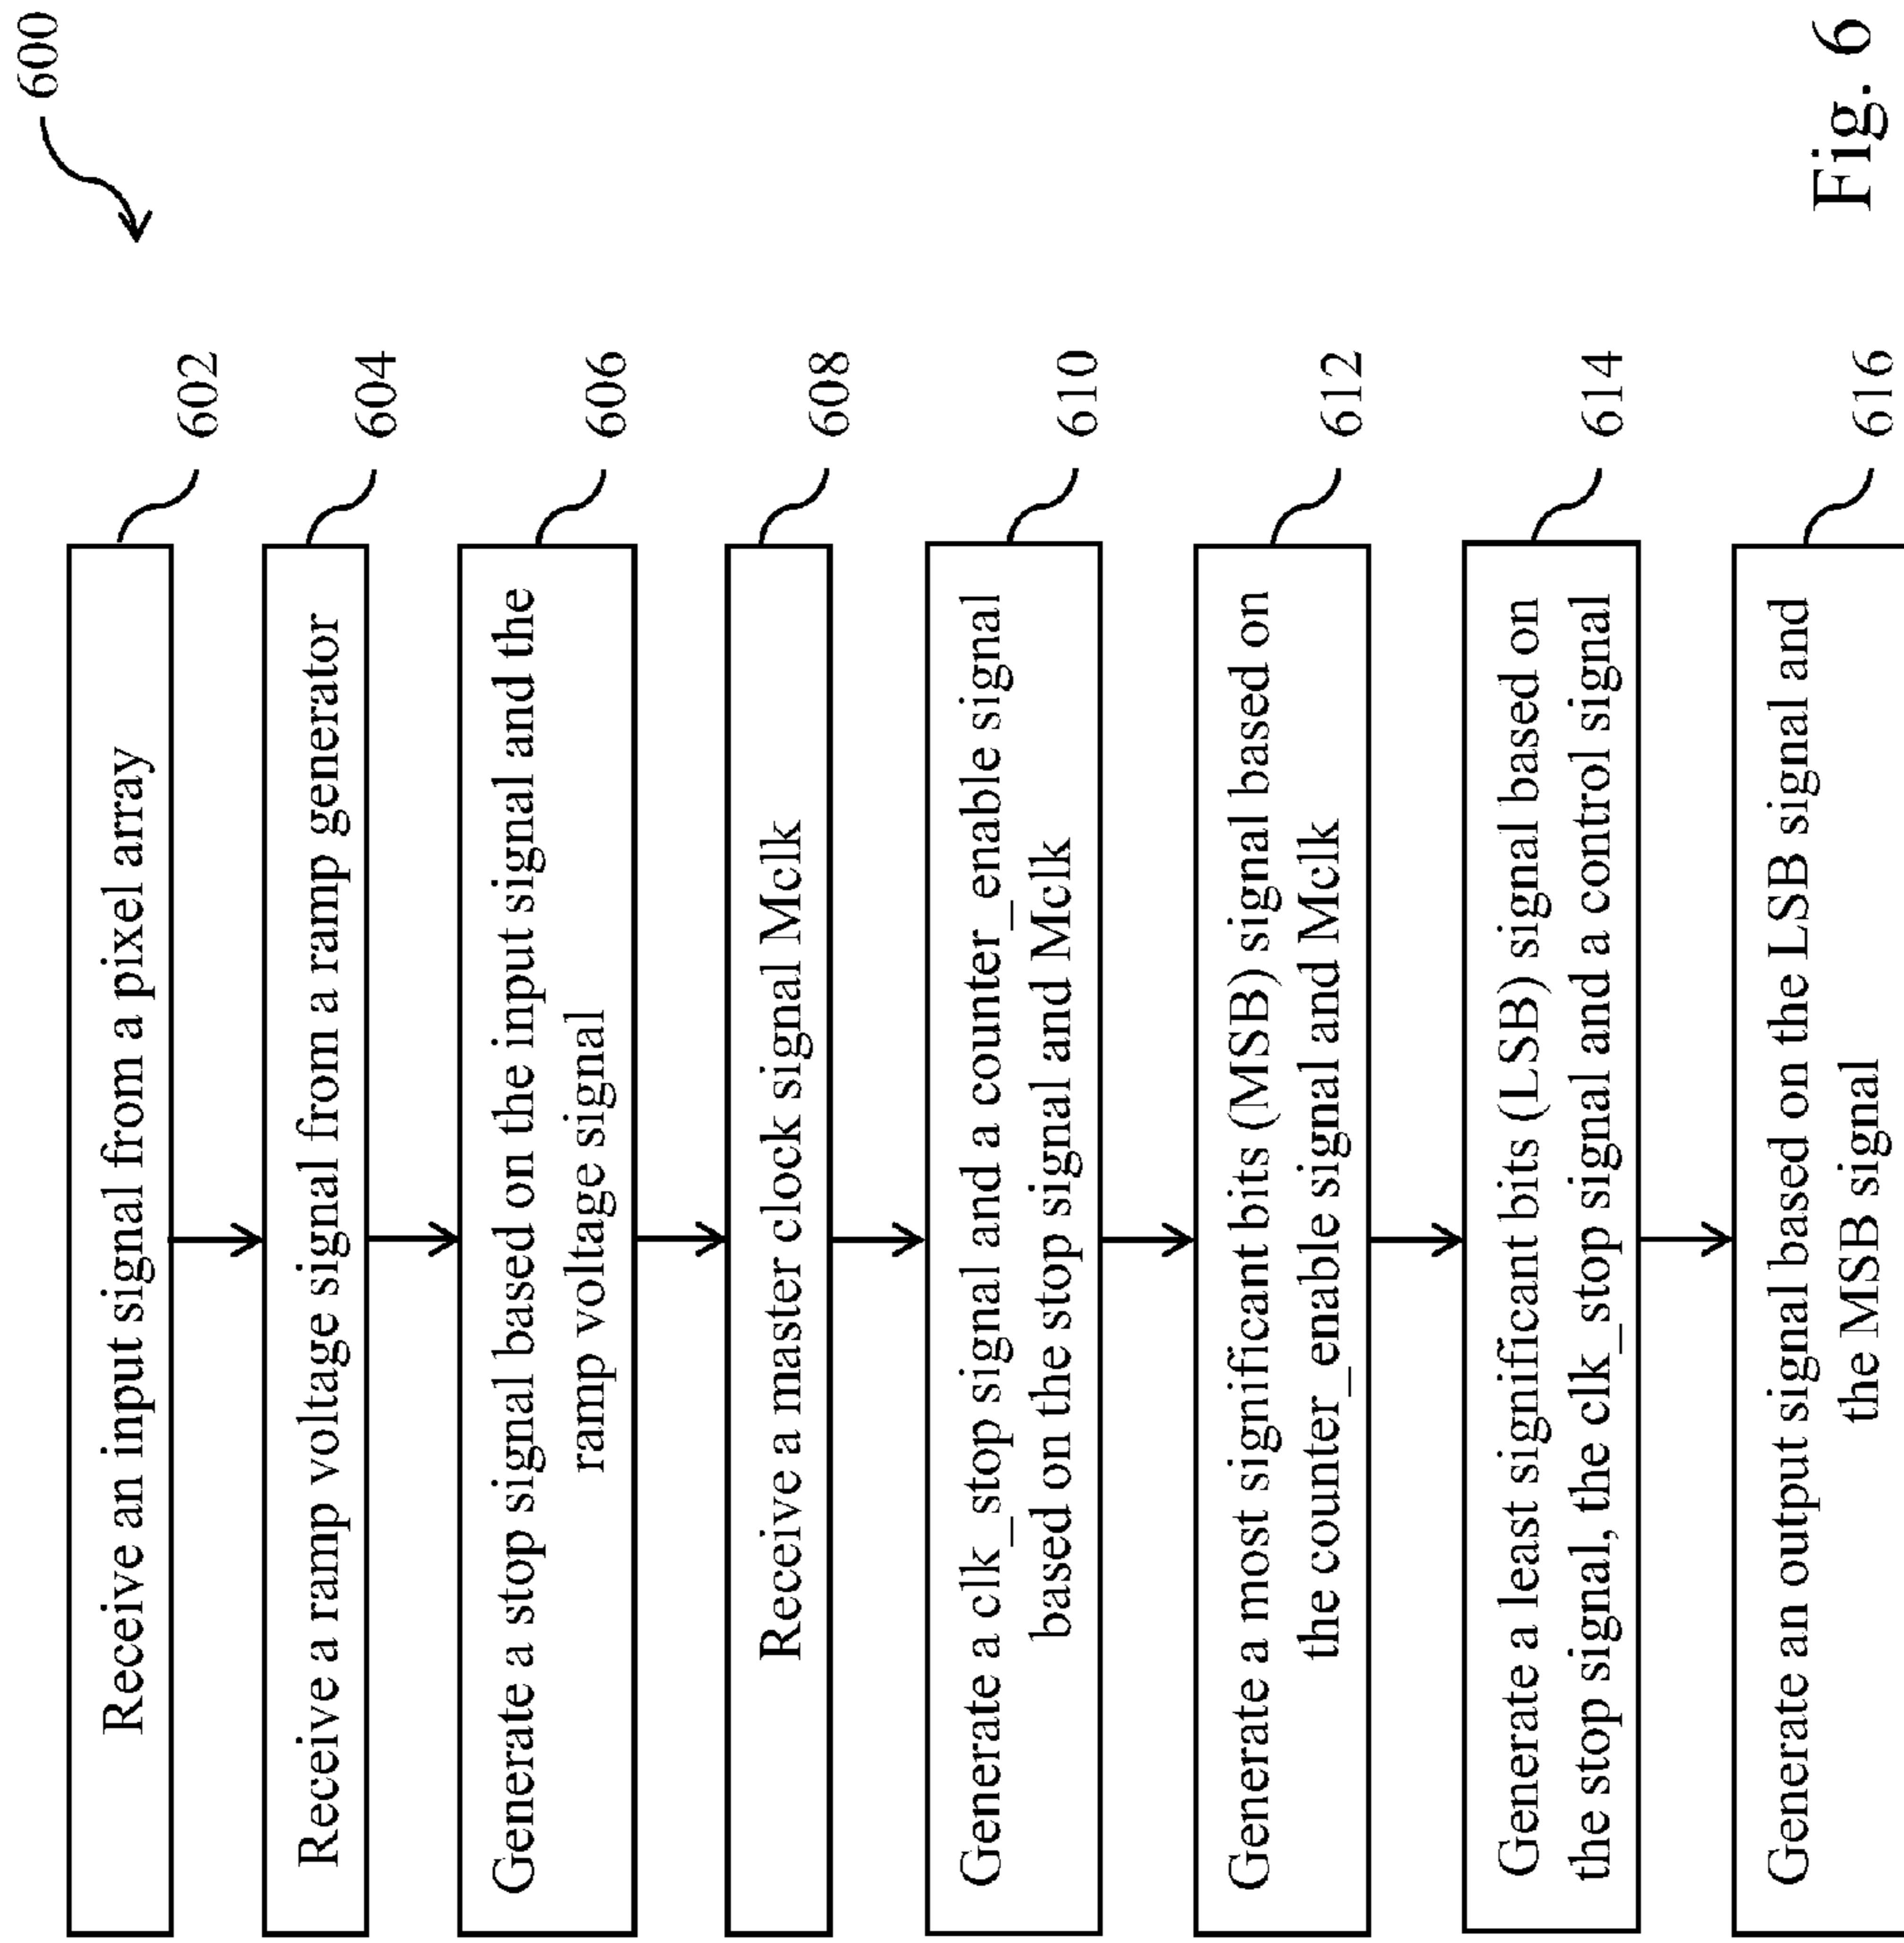 600
Receive an input signal from a pixel array
602
Receive a ramp voltage signal from a ramp generator
604
Generate a stop signal based on the input signal and the
ramp voltage signal
606
Receive a master clock signal Mclk
608
Generate a clk_stop signal and a counter_enable signal
based on the stop signal and Mclk
610
Generate a most significant bits (MSB) signal based on
the counter_enable signal and Mclk
612
Generate a least significant bits (LSB) signal based on
the stop signal, the clk_stop signal and a control signal
614
Generate an output signal based on the LSB signal and
the MSB signal
616
Fig. 6